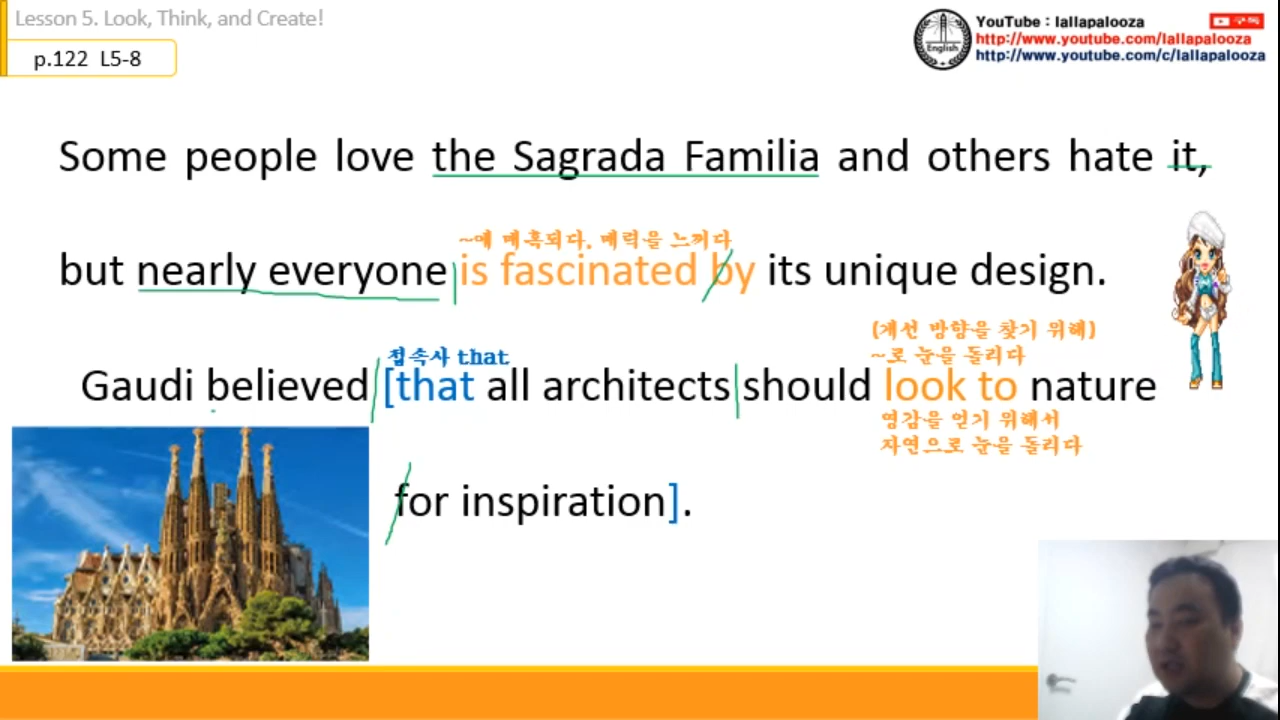 Lesson 5. Look, Think, and Create!
p.122 L5-8
English
YouTube : lallapalooza
구독
http://www.youtube.com/lallapalooza
http://www.youtube.com/c/lallapalooza
Some people love the Sagrada Familia and others hate it,
~에 매혹되다. 매력을 느끼다
but nearly everyone is fascinated by its unique design.
(개선 방향을 찾기 위해)
접속사 that
~로 눈을 돌리다
Gaudi believed [that all architects should look to nature
영감을 얻기 위해서
자연으로 눈을 돌리다
for inspiration].